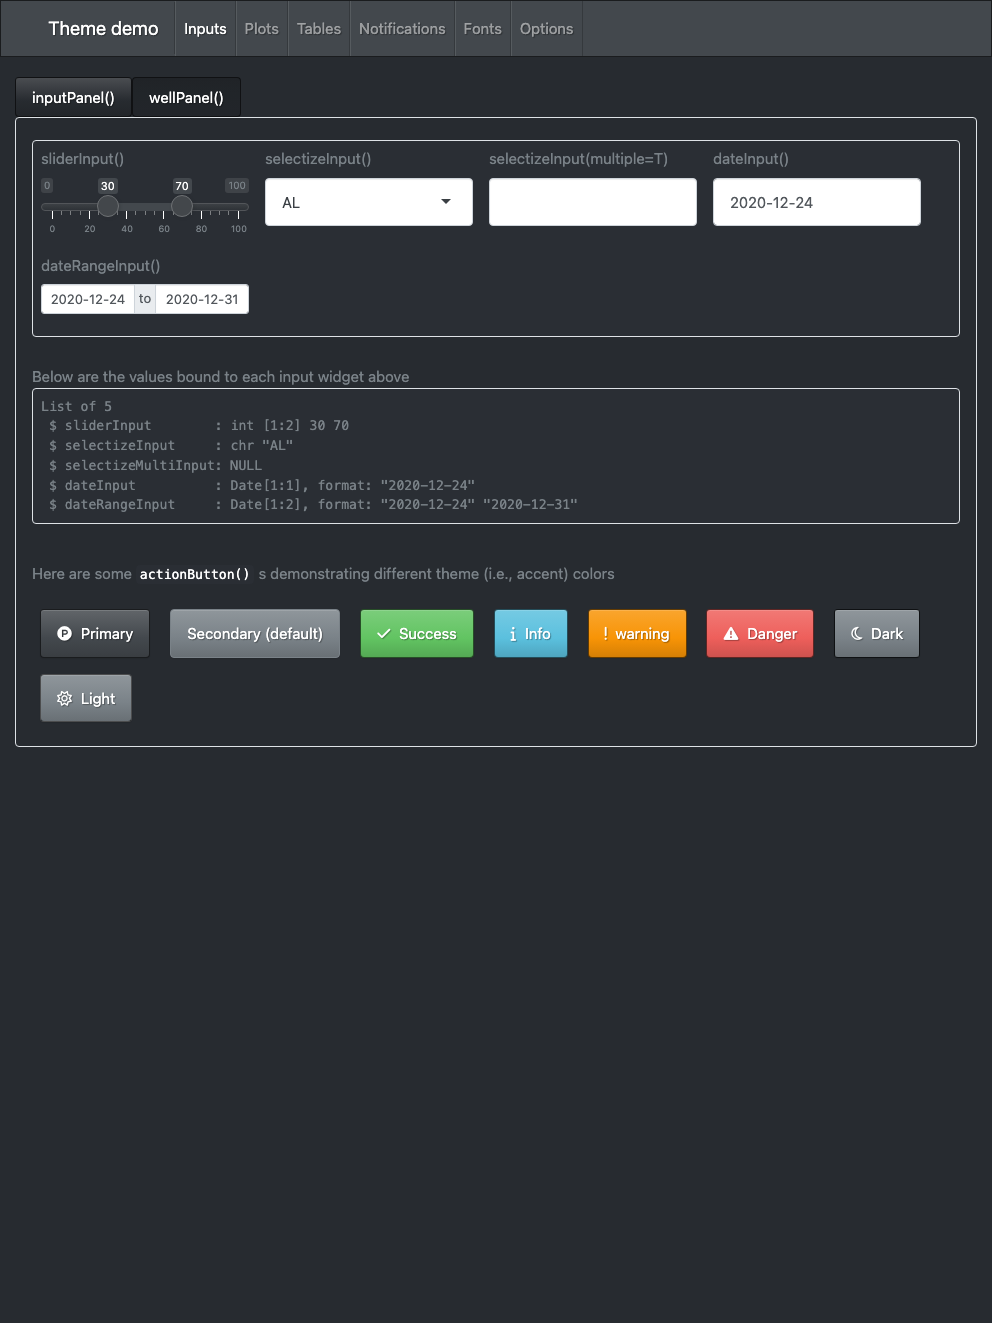 Theme demo Inputs Plots Tables Notifications Fonts Options
inputPanel() wellPanel()
sliderInput() selectizeInput() selectizeInput(multiple=T) dateInput()
0 30 70 100
AL 2020-12-24
0 20 40 60 80 100
dateRangeInput()
2020-12-24 to 2020-12-31
Below are the values bound to each input widget above
List of 5
 $ sliderInput        : int [1:2] 30 70
 $ selectizeInput     : chr "AL"
 $ selectizeMultiInput: NULL
 $ dateInput          : Date[1:1], format: "2020-12-24"
 $ dateRangeInput     : Date[1:2], format: "2020-12-24" "2020-12-31"
Here are some actionButton() s demonstrating different theme (i.e., accent) colors
Primary Secondary (default) Success Info warning Danger Dark
Light